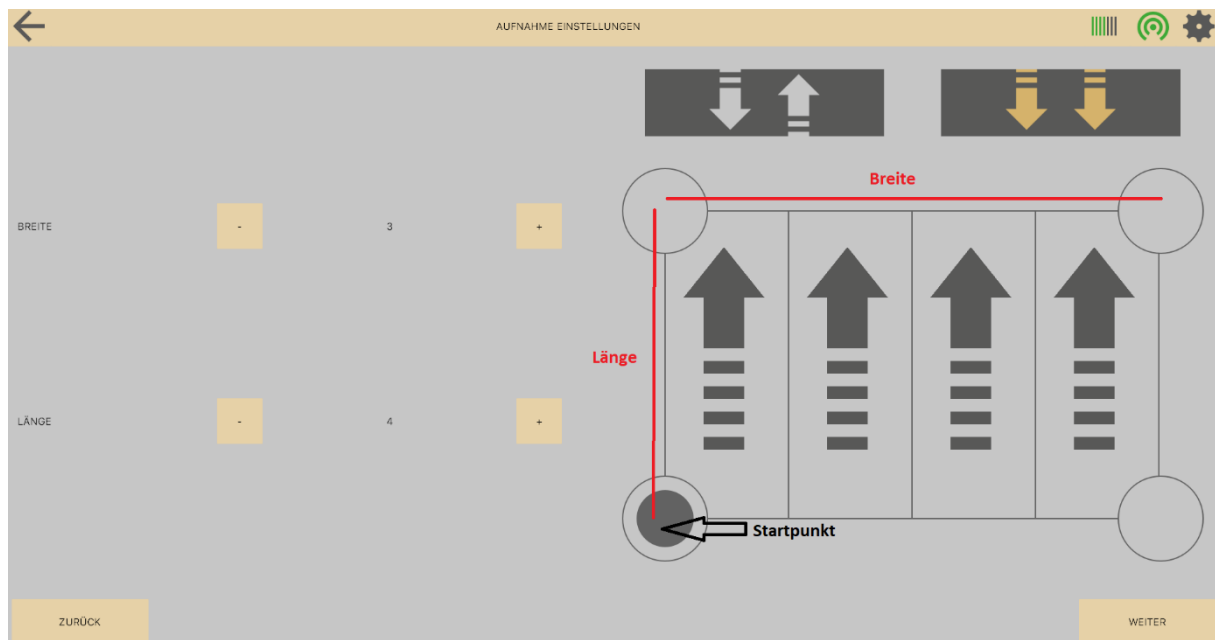 AUFNAHME EINSTELLUNGEN
Breite
BREITE
-
3
+
Länge
LÄNGE
-
4
+
Startpunkt
ZURÜCK
WEITER